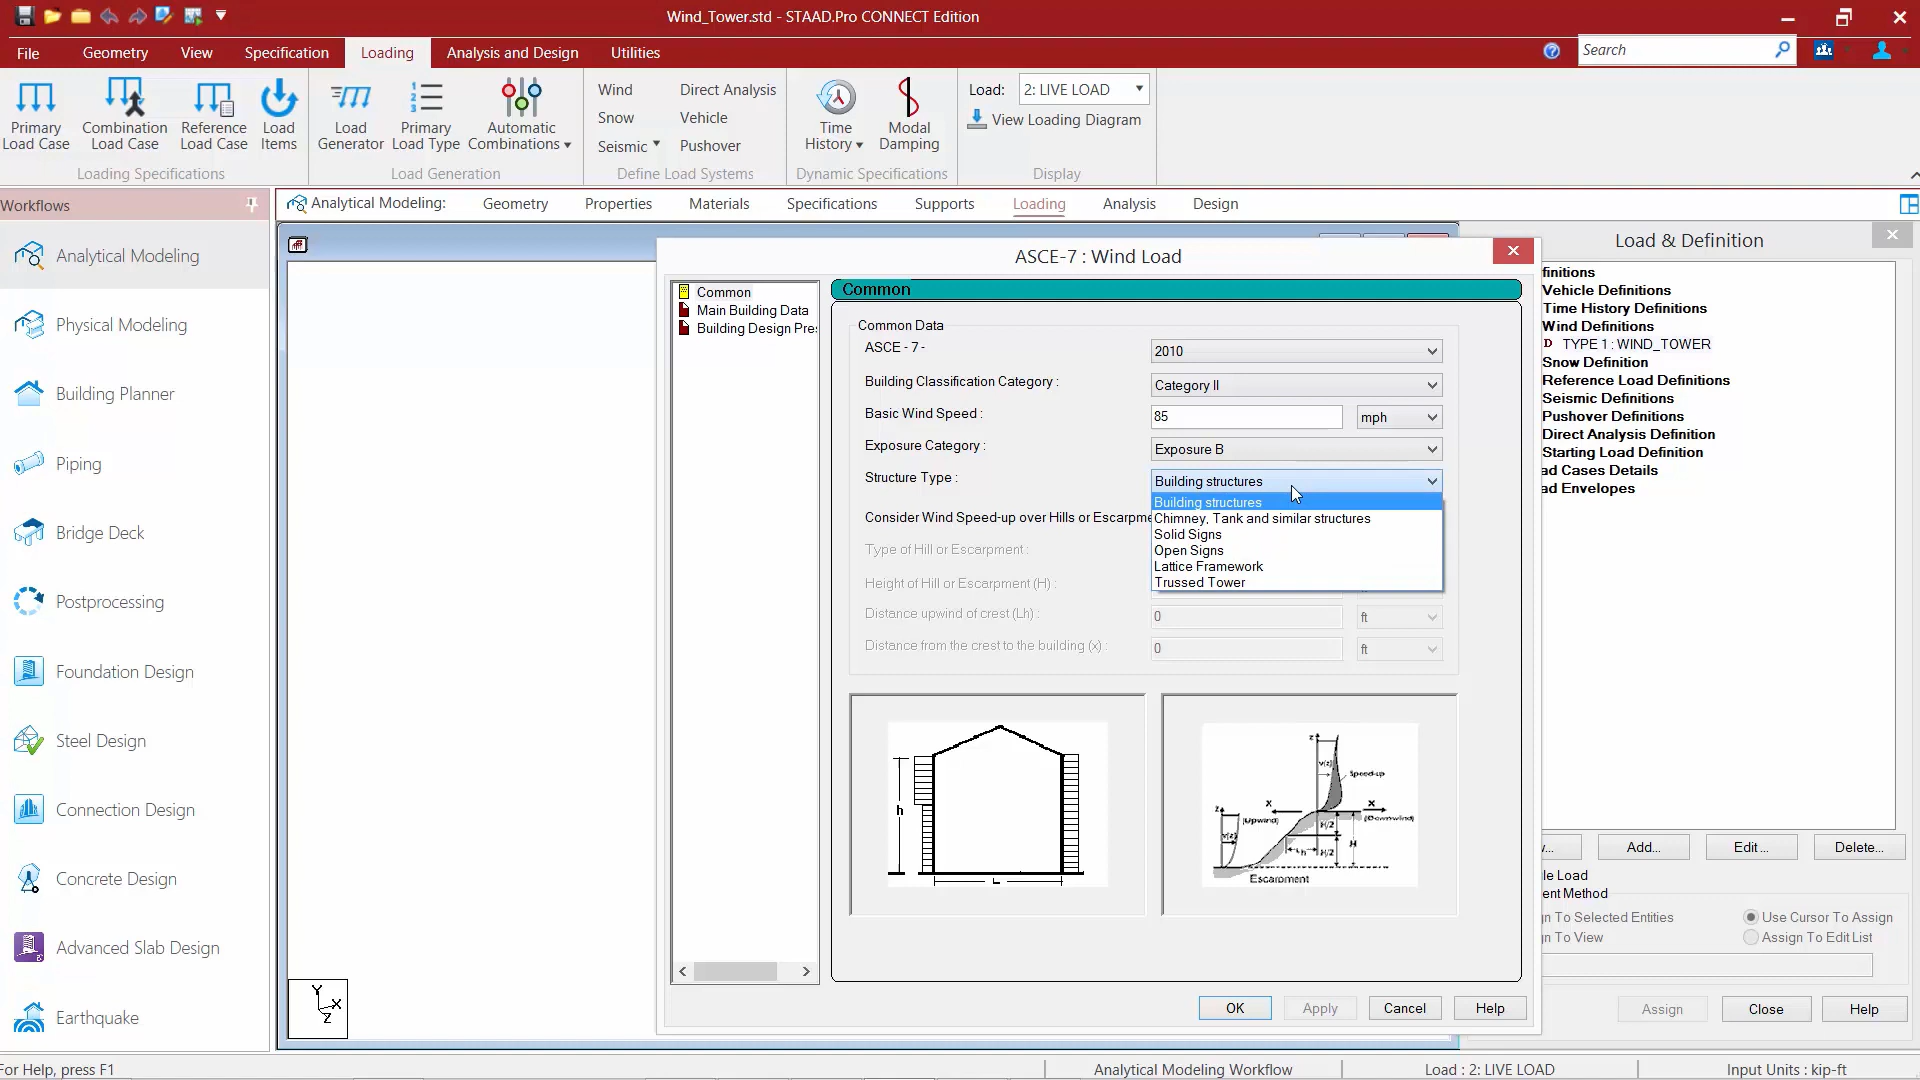 Wind_Tower.std - STAAD.Pro CONNECT Edition
File Geometry View Specification Loading Analysis and Design Utilities
Search
Primary Load Case
Combination Load Case
Reference Load Case
Load Items
Loading Specifications
Load Generator
Primary Load Type
Automatic Combinations
Load Generation
Wind
Snow
Seismic
Direct Analysis
Vehicle
Pushover
Define Load Systems
Time History
Modal Damping
Dynamic Specifications
Load: 2: LIVE LOAD
View Loading Diagram
Display
Workflows
Analytical Modeling
Physical Modeling
Building Planner
Piping
Bridge Deck
Postprocessing
Foundation Design
Steel Design
Connection Design
Concrete Design
Advanced Slab Design
Earthquake
Analytical Modeling: Geometry Properties Materials Specifications Supports Loading Analysis Design
Y
X
Z
ASCE-7 : Wind Load
Common
Main Building Data
Building Design Pre
Common
Common Data
ASCE - 7 - 2010
Building Classification Category : Category II
Basic Wind Speed : 85 mph
Exposure Category : Exposure B
Structure Type : Building structures
Building structures
Chimney, Tank and similar structures
Solid Signs
Open Signs
Lattice Framework
Trussed Tower
Consider Wind Speed-up over Hills or Escarpme
Type of Hill or Escarpment :
Height of Hill or Escarpment (H) :
Distance upwind of crest (Lh) : 0 ft
Distance from the crest to the building (x) : 0 ft
h
L
z
v(z)
Speed-up
X
X
(Upwind)
(Downwind)
z
v(z)
H/2
H
Lh
H/2
Escarpment
OK Apply Cancel Help
Load & Definition
finitions
Vehicle Definitions
Time History Definitions
Wind Definitions
D TYPE 1 : WIND_TOWER
Snow Definition
Reference Load Definitions
Seismic Definitions
Pushover Definitions
Direct Analysis Definition
Starting Load Definition
ad Cases Details
ad Envelopes
... Add... Edit... Delete...
le Load
ent Method
n To Selected Entities
Use Cursor To Assign
n To View
Assign To Edit List
Assign Close Help
For Help, press F1
Analytical Modeling Workflow
Load : 2: LIVE LOAD
Input Units : kip-ft